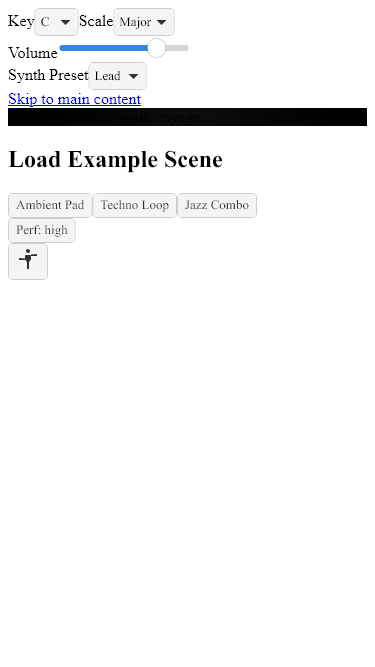 Key C Scale Major
Volume
Synth Preset Lead
Skip to main content
sonic voyage
Load Example Scene
Ambient Pad Techno Loop Jazz Combo
Perf: high